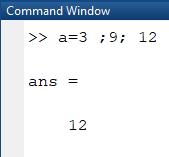 Command Window
>> a=3 ;9; 12
ans =
12